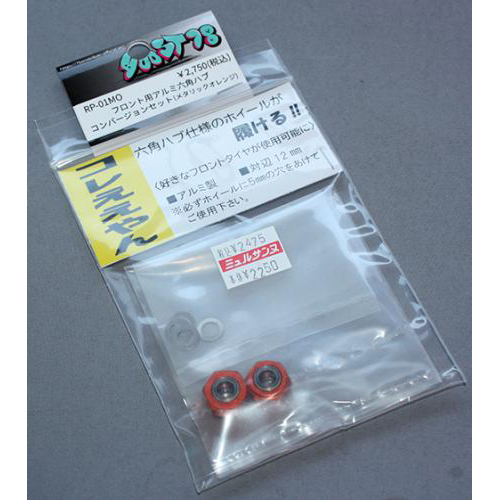 RP-01MO
¥2,750(税込)
フロント用アルミ六角ハブ
コンバージョンセット(メタリックオレンジ)
コレええやん
六角ハブ仕様のホイールが
履ける!!
(好きなフロントタイヤが使用可能に)
■アルミ製
■対辺12mm
※必ずホイールに5mmの穴をあけて
ご使用下さい。
¥2475
ミュルサンヌ
¥2250